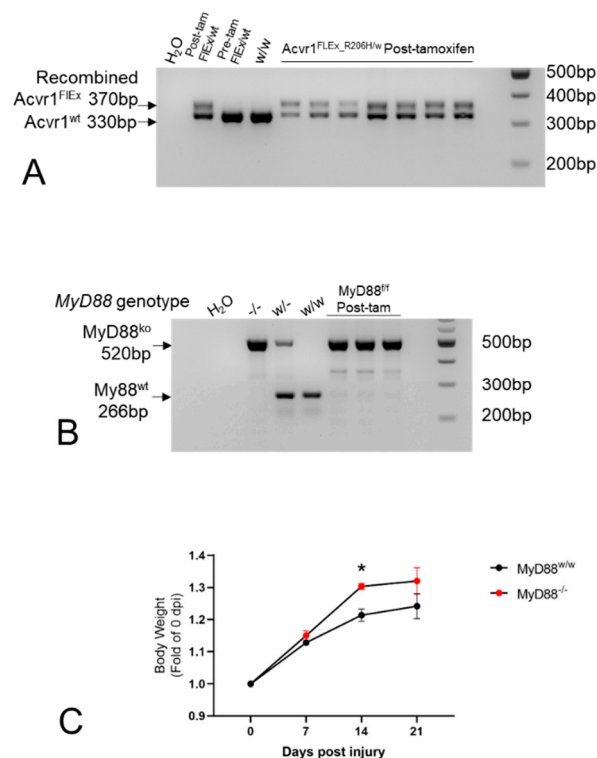 H2O
Post-tam
FlEx/wt
Pre-tam
FlEx/wt
w/w
Acvr1FLEx_R206H/w Post-tamoxifen
Recombined
Acvr1FlEx 370bp
Acvr1wt 330bp
500bp
400bp
300bp
200bp
A
MyD88 genotype
H2O
-/-
w/-
w/w
MyD88f/f
Post-tam
MyD88ko
520bp
My88wt
266bp
500bp
300bp
200bp
B
1.4
1.3
1.2
1.1
1.0
0.9
Body Weight
(Fold of 0 dpi)
*
0 7 14 21
Days post injury
MyD88w/w
MyD88-/-
C